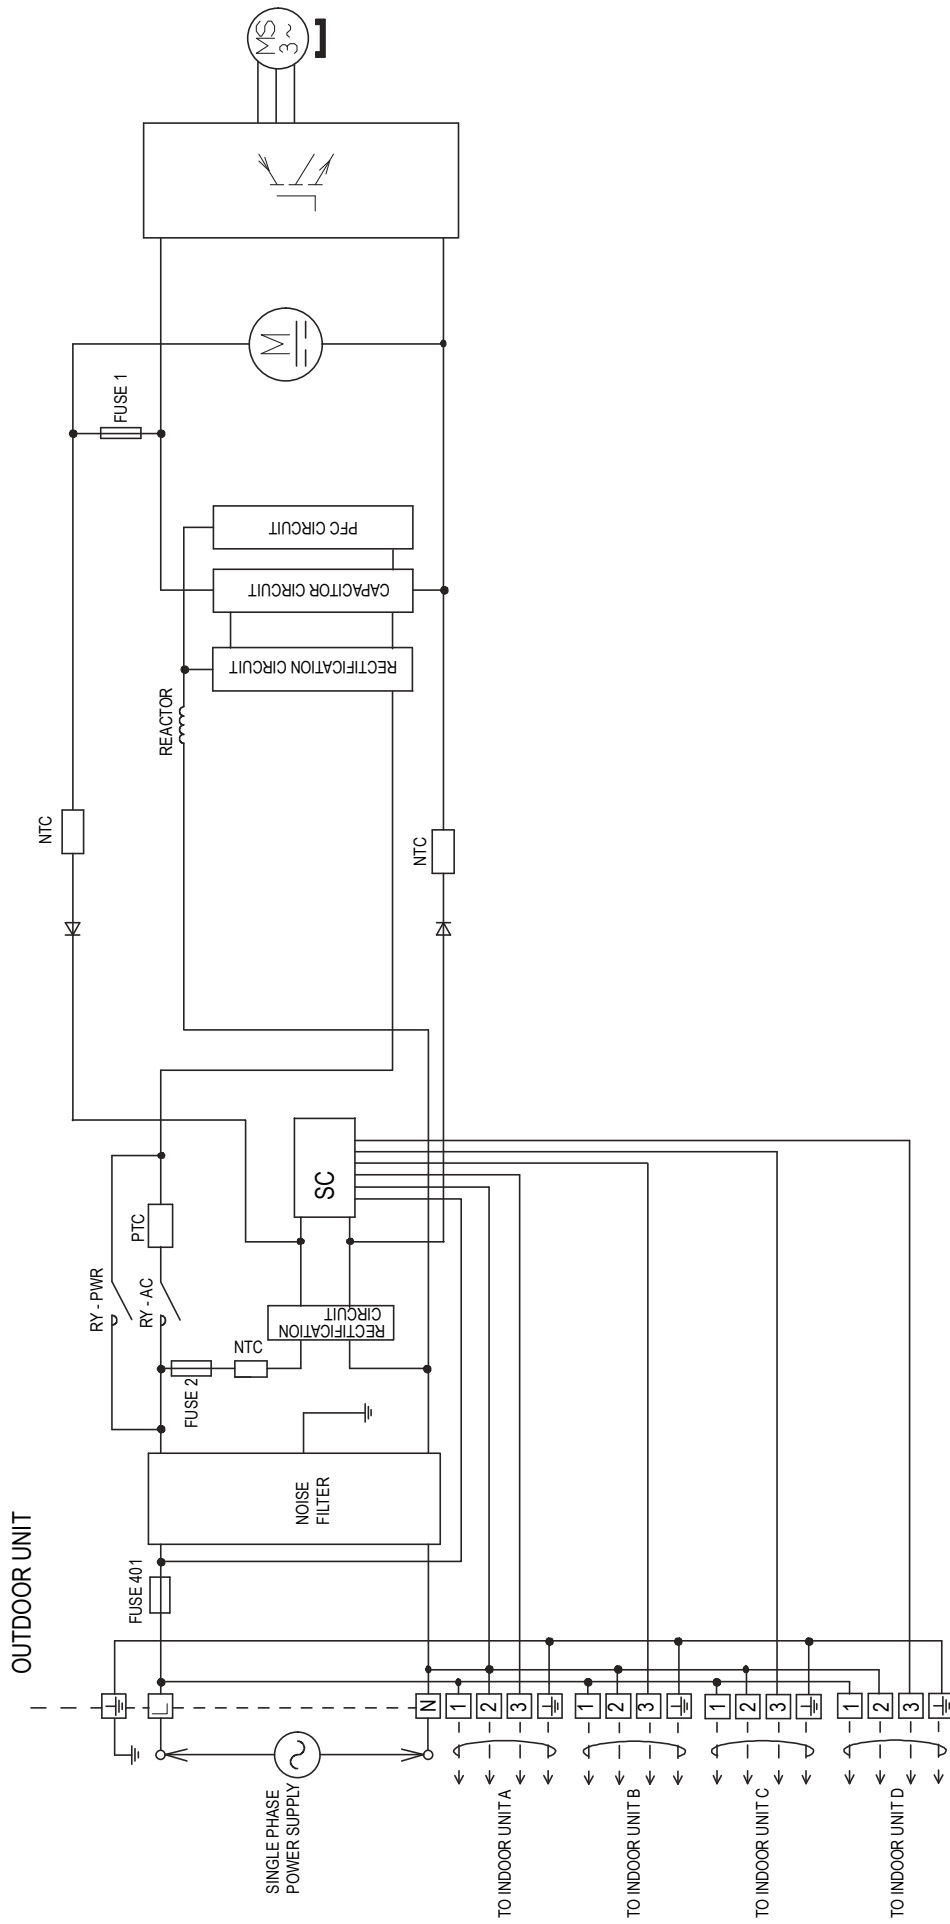 OUTDOOR UNIT
SINGLE PHASE
POWER SUPPLY
L
N
1
2
3
1
2
3
1
2
3
1
2
3
TO INDOOR UNIT A
TO INDOOR UNIT B
TO INDOOR UNIT C
TO INDOOR UNIT D
FUSE 401
NOISE
FILTER
FUSE 2
NTC
RY - PWR
RY - AC
PTC
RECTIFICATION
CIRCUIT
SC
NTC
NTC
REACTOR
RECTIFICATION CIRCUIT
CAPACITOR CIRCUIT
PFC CIRCUIT
FUSE 1
M
MS
3 ~